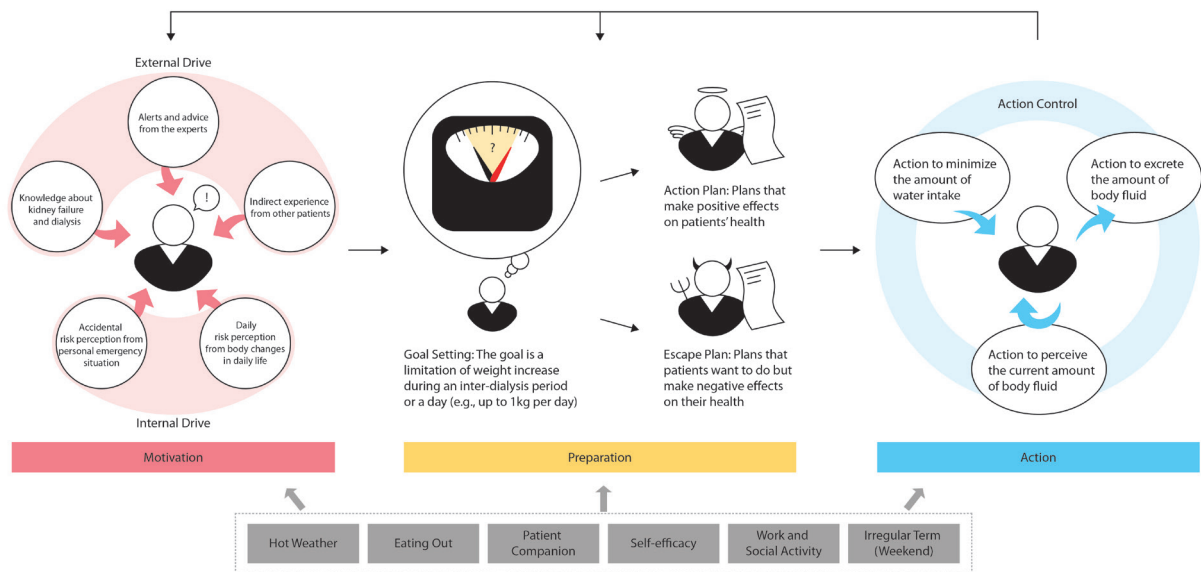 External Drive
Alerts and advice
from the experts
Knowledge about
kidney failure
and dialysis
!
Indirect experience
from other patients
Accidental
risk perception from
personal emergency
situation
Daily
risk perception
from body changes
in daily life
Internal Drive
Motivation
?
Goal Setting: The goal is a
limitation of weight increase
during an inter-dialysis period
or a day (e.g., up to 1kg per day)
Action Plan: Plans that
make positive effects
on patients' health
Escape Plan: Plans that
patients want to do but
make negative effects
on their health
Preparation
Action Control
Action to minimize
the amount of
water intake
Action to excrete
the amount of
body fluid
Action to perceive
the current amount
of body fluid
Action
Hot Weather
Eating Out
Patient
Companion
Self-efficacy
Work and
Social Activity
Irregular Term
(Weekend)